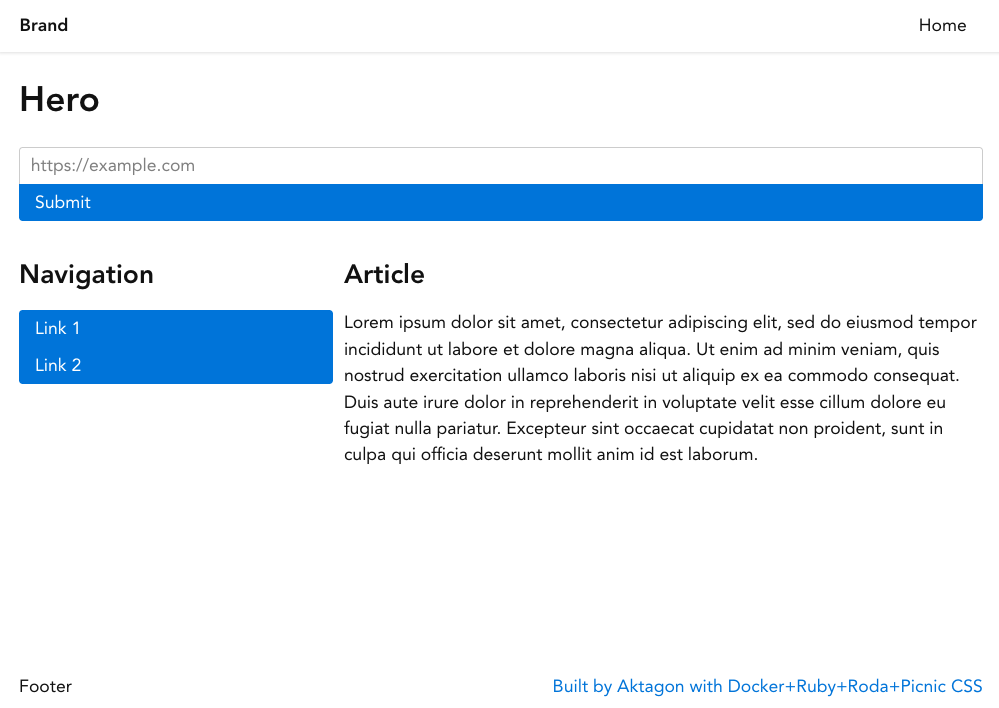 Brand
Home
Hero
https://example.com
Submit
Navigation
Link 1
Link 2
Article
Lorem ipsum dolor sit amet, consectetur adipiscing elit, sed do eiusmod tempor
incididunt ut labore et dolore magna aliqua. Ut enim ad minim veniam, quis
nostrud exercitation ullamco laboris nisi ut aliquip ex ea commodo consequat.
Duis aute irure dolor in reprehenderit in voluptate velit esse cillum dolore eu
fugiat nulla pariatur. Excepteur sint occaecat cupidatat non proident, sunt in
culpa qui officia deserunt mollit anim id est laborum.
Footer
Built by Aktagon with Docker+Ruby+Roda+Picnic CSS